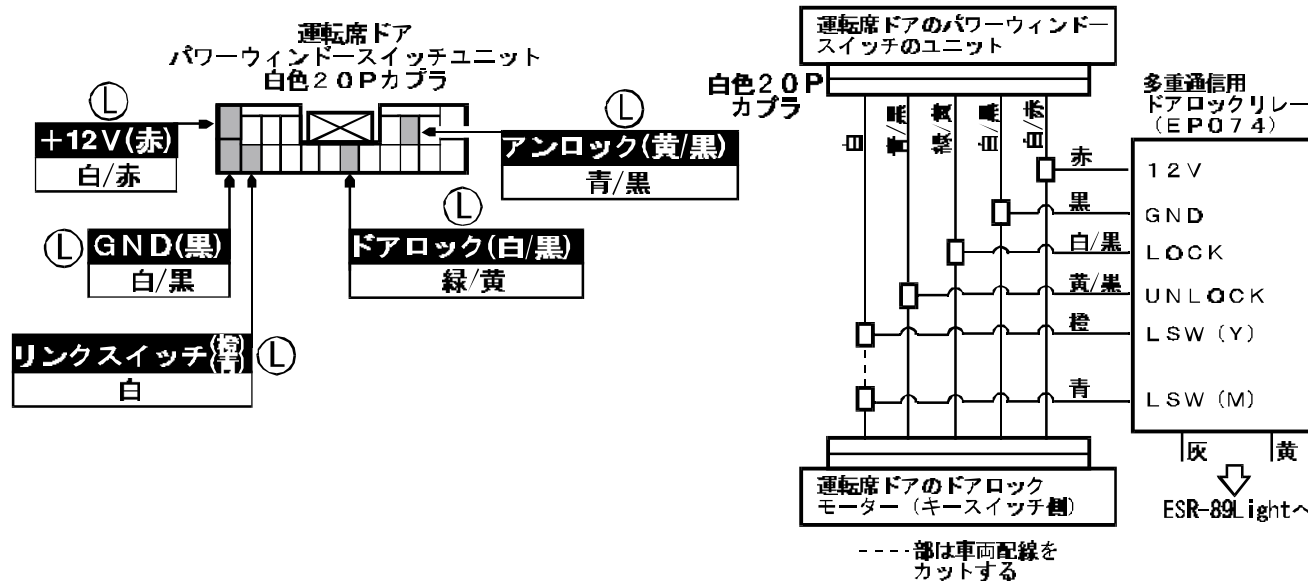 運転席ドア
パワーウィンドースイッチユニット
白色20Pカプラ
Ⓛ
+12V(赤)
白/赤
Ⓛ
アンロック(黄/黒)
青/黒
Ⓛ
GND(黒)
白/黒
Ⓛ
ドアロック(白/黒)
緑/黄
リンクスイッチ
Ⓛ
白
運転席ドアのパワーウィンドー
スイッチのユニット
白色20P
カプラ
白
青/黒
緑/黄
白/黒
白/赤
多重通信用
ドアロックリレー
(EP074)
赤
12V
黒
GND
白/黒
LOCK
黄/黒
UNLOCK
橙
LSW(Y)
青
LSW(M)
灰
黄
ESR-89Lightへ
運転席ドアのドアロック
モーター(キースイッチ側)
----部は車両配線を
カットする